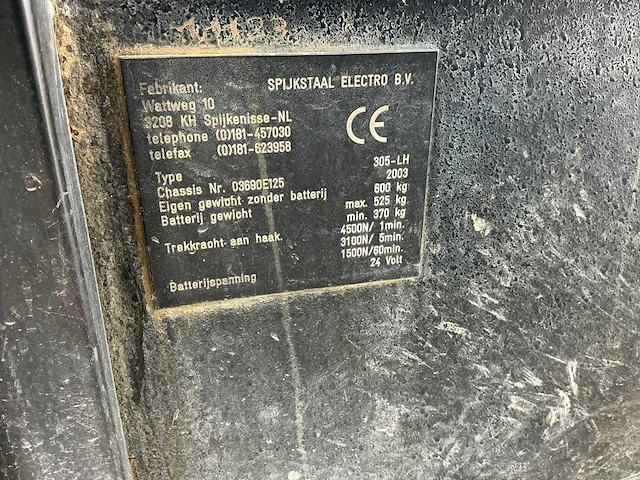 Fabrikant: SPIJKSTAAL ELECTRO B.V.
Wattweg 10
3208 KH Spijkenisse-NL
telephone (0)181-457030
telefax (0)181-623958
CE
Type 305-LH
2003
Chassis Nr. 03690E125
Eigen gewicht zonder batterij 600 kg
Batterij gewicht max. 525 kg
min. 370 kg
Trekkracht aan haak. 4500N/ 1min.
3100N/ 5min.
1500N/60min.
Batterijspanning 24 Volt